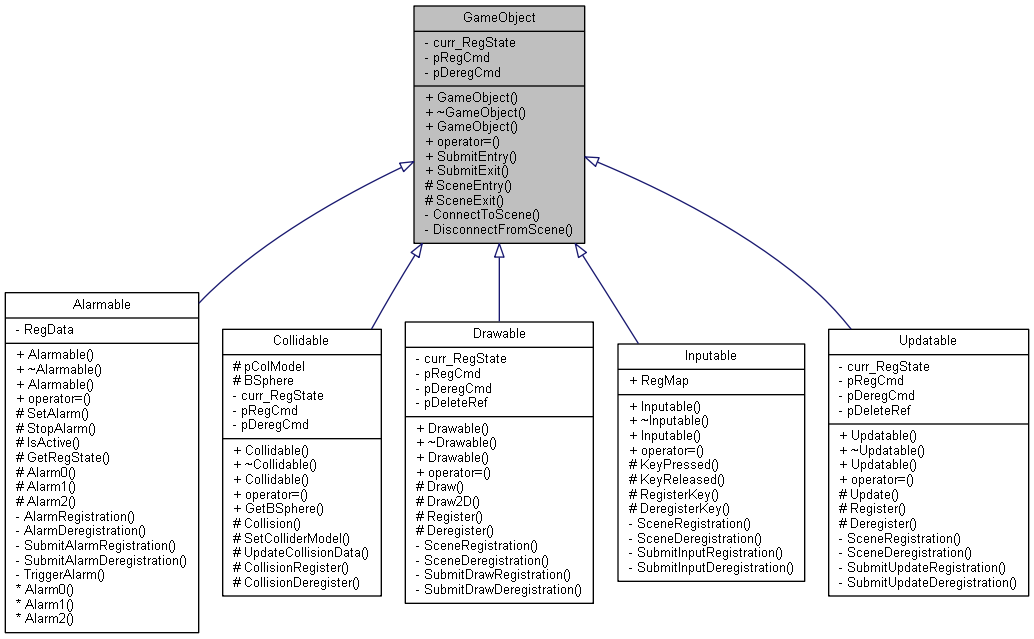 GameObject
- curr_RegState
- pRegCmd
- pDeregCmd
+ GameObject()
+ ~GameObject()
+ GameObject()
+ operator=()
+ SubmitEntry()
+ SubmitExit()
# SceneEntry()
# SceneExit()
- ConnectToScene()
- DisconnectFromScene()
Alarmable
- RegData
+ Alarmable()
+ ~Alarmable()
+ Alarmable()
+ operator=()
# SetAlarm()
# StopAlarm()
# IsActive()
# GetRegState()
# Alarm0()
# Alarm1()
# Alarm2()
- AlarmRegistration()
- AlarmDeregistration()
- SubmitAlarmRegistration()
- SubmitAlarmDeregistration()
- TriggerAlarm()
* Alarm0()
* Alarm1()
* Alarm2()
Collidable
# pColModel
# BSphere
- curr_RegState
- pRegCmd
- pDeregCmd
+ Collidable()
+ ~Collidable()
+ Collidable()
+ operator=()
+ GetBSphere()
# Collision()
# SetColliderModel()
# UpdateCollisionData()
# CollisionRegister()
# CollisionDeregister()
Drawable
- curr_RegState
- pRegCmd
- pDeregCmd
- pDeleteRef
+ Drawable()
+ ~Drawable()
+ Drawable()
+ operator=()
# Draw()
# Draw2D()
# Register()
# Deregister()
- SceneRegistration()
- SceneDeregistration()
- SubmitDrawRegistration()
- SubmitDrawDeregistration()
Inputable
+ RegMap
+ Inputable()
+ ~Inputable()
+ Inputable()
+ operator=()
# KeyPressed()
# KeyReleased()
# RegisterKey()
# DeregisterKey()
- SceneRegistration()
- SceneDeregistration()
- SubmitInputRegistration()
- SubmitInputDeregistration()
Updatable
- curr_RegState
- pRegCmd
- pDeregCmd
- pDeleteRef
+ Updatable()
+ ~Updatable()
+ Updatable()
+ operator=()
# Update()
# Register()
# Deregister()
- SceneRegistration()
- SceneDeregistration()
- SubmitUpdateRegistration()
- SubmitUpdateDeregistration()